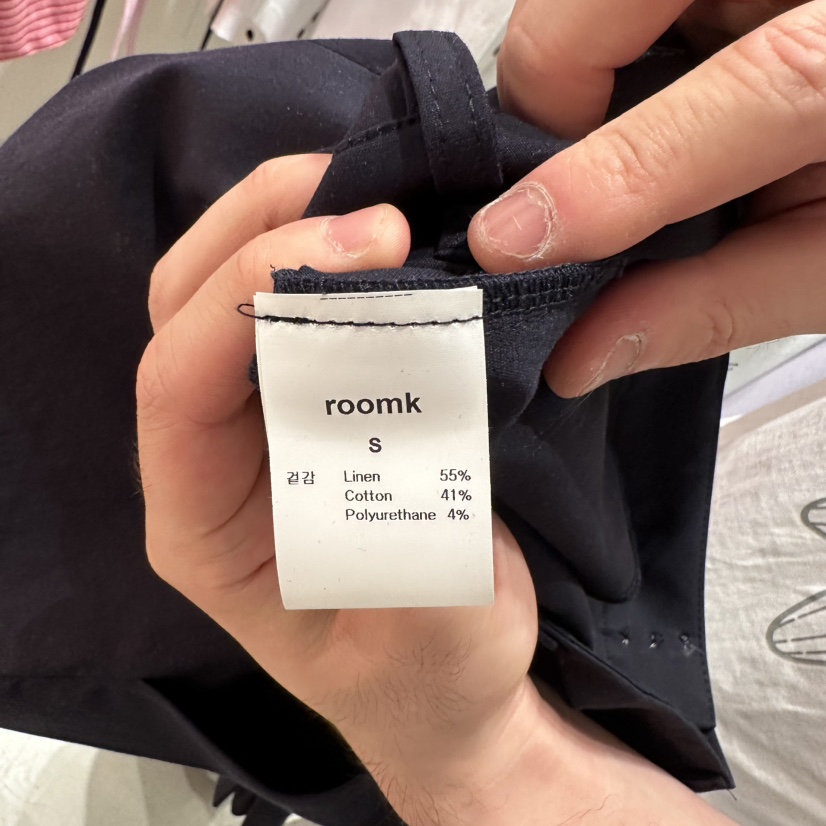 roomk
S
겉감 Linen 55%
Cotton 41%
Polyurethane 4%